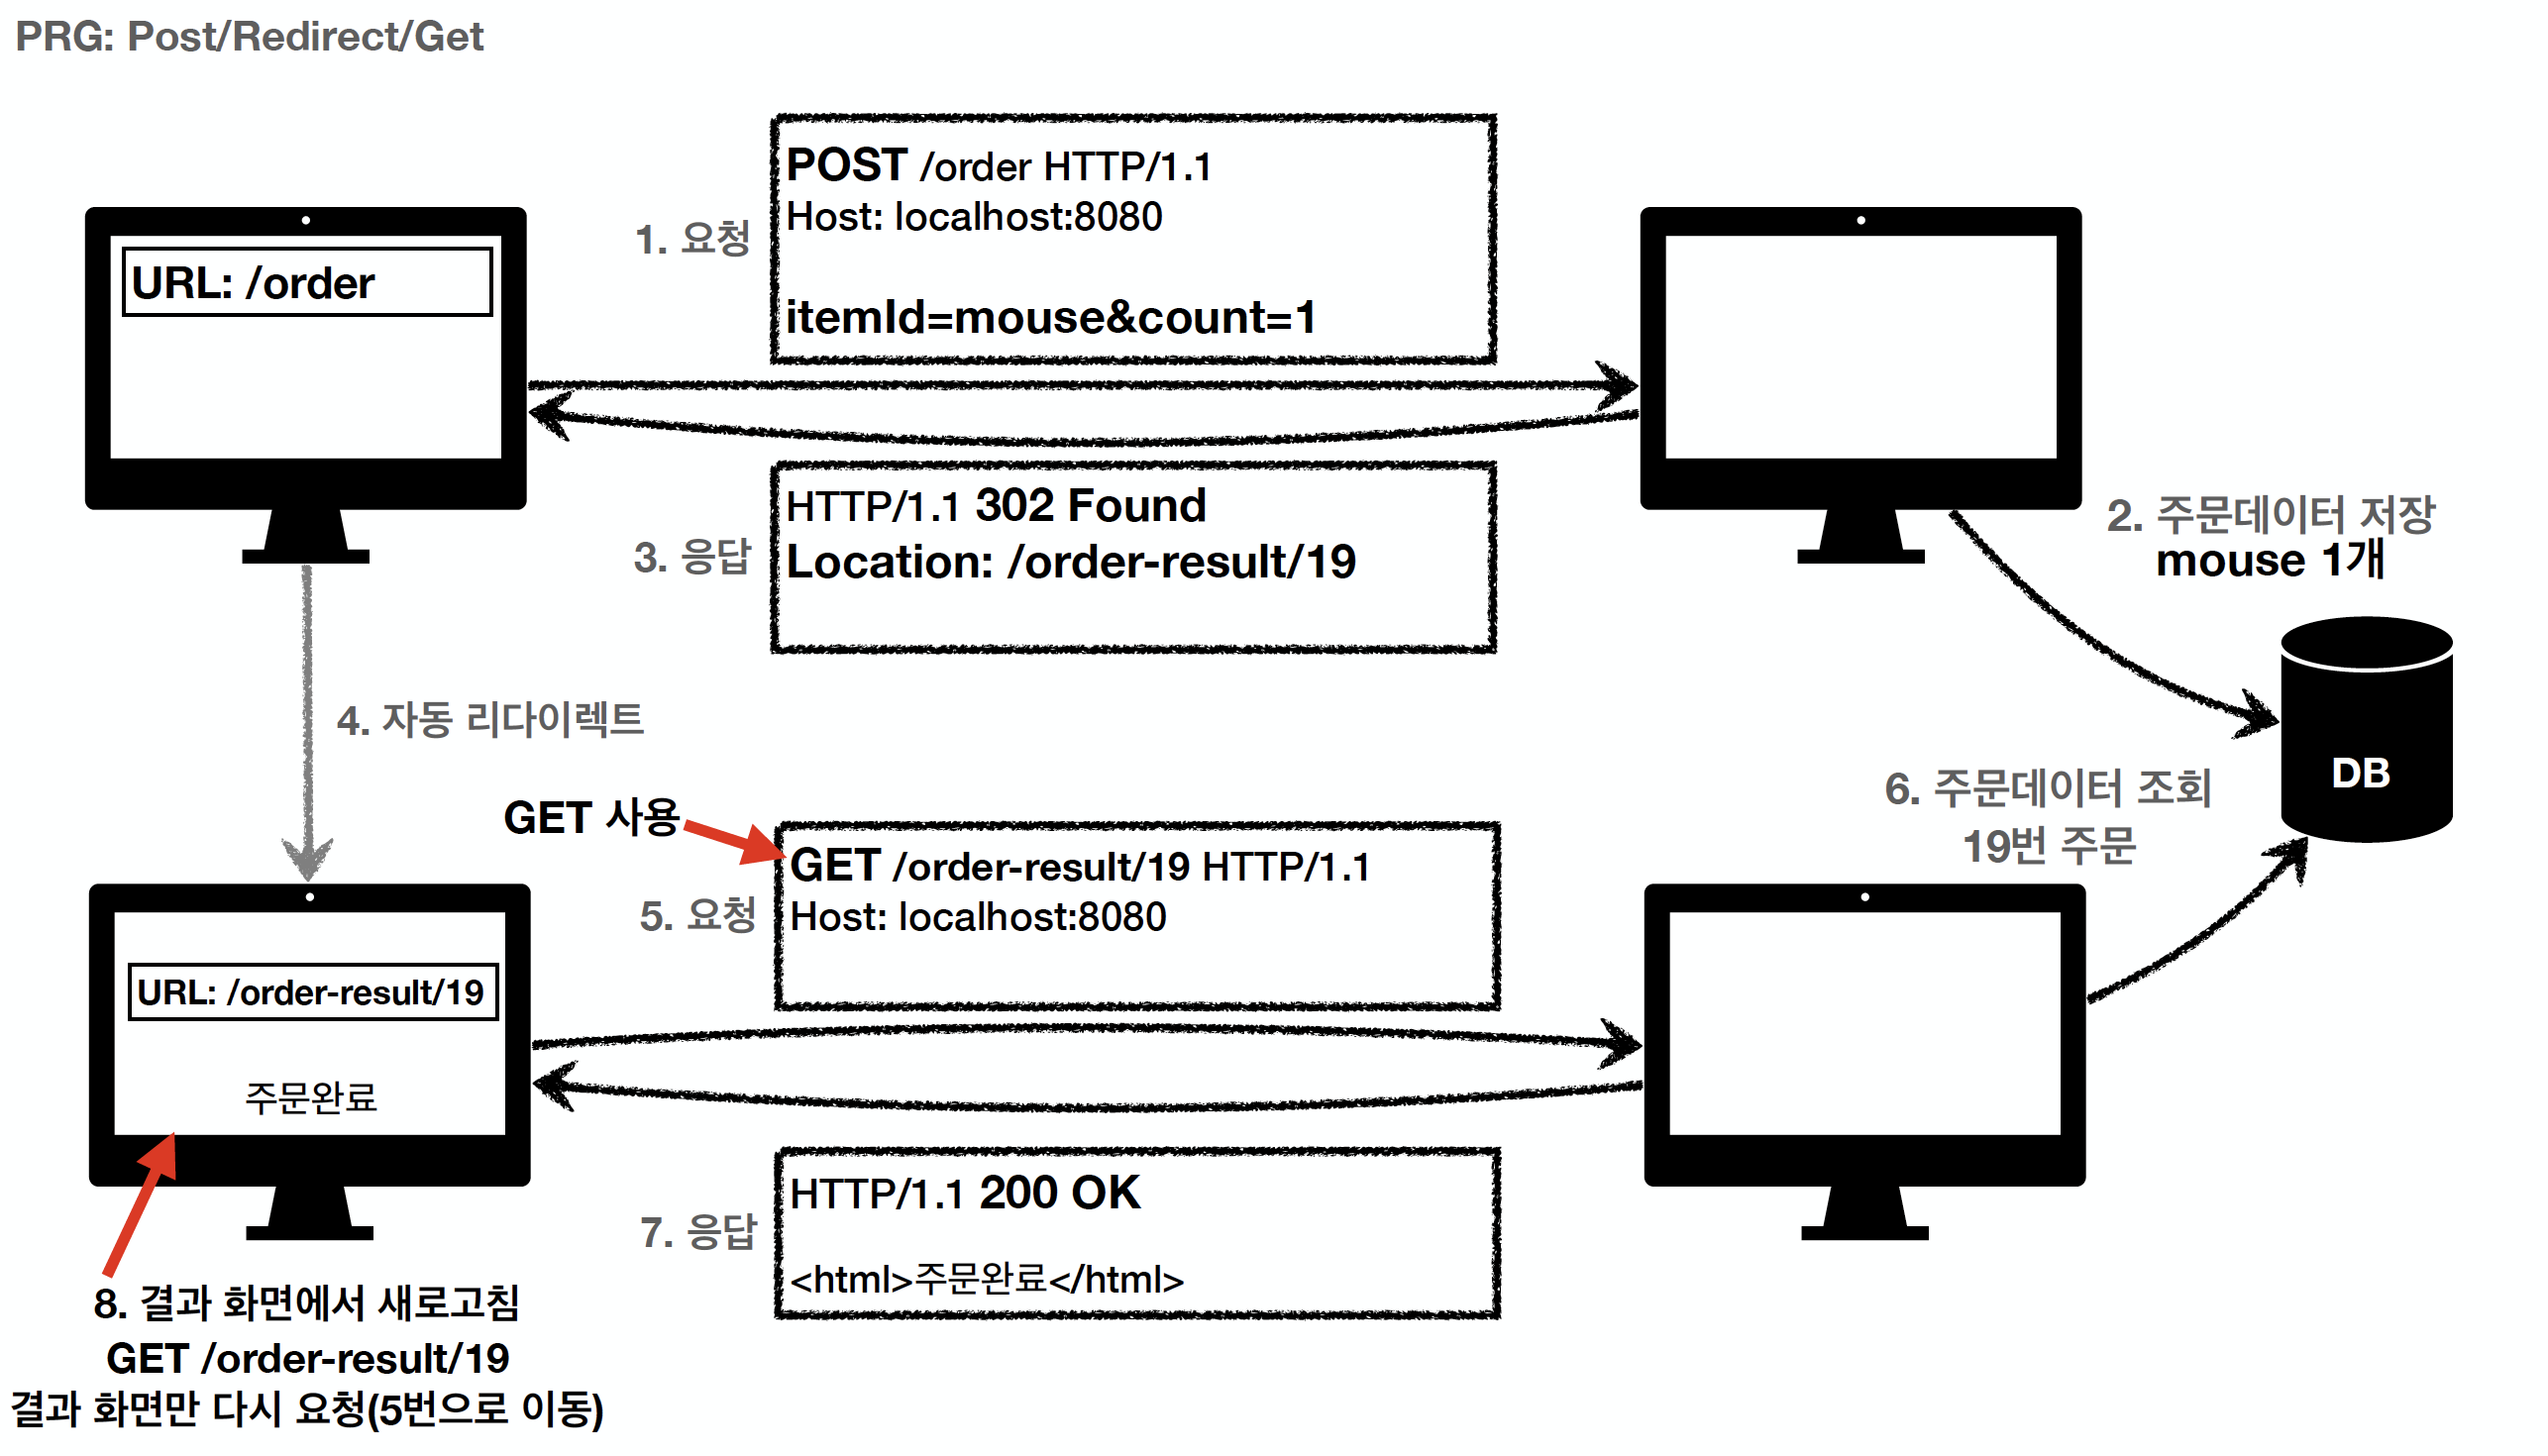 PRG: Post/Redirect/Get
URL: /order
1. 요청
POST /order HTTP/1.1
Host: localhost:8080
itemId=mouse&count=1
2. 주문데이터 저장
mouse 1개
3. 응답
HTTP/1.1 302 Found
Location: /order-result/19
4. 자동 리다이렉트
DB
GET 사용
5. 요청
GET /order-result/19 HTTP/1.1
Host: localhost:8080
6. 주문데이터 조회
19번 주문
URL: /order-result/19
주문완료
7. 응답
HTTP/1.1 200 OK
<html>주문완료</html>
8. 결과 화면에서 새로고침
GET /order-result/19
결과 화면만 다시 요청(5번으로 이동)